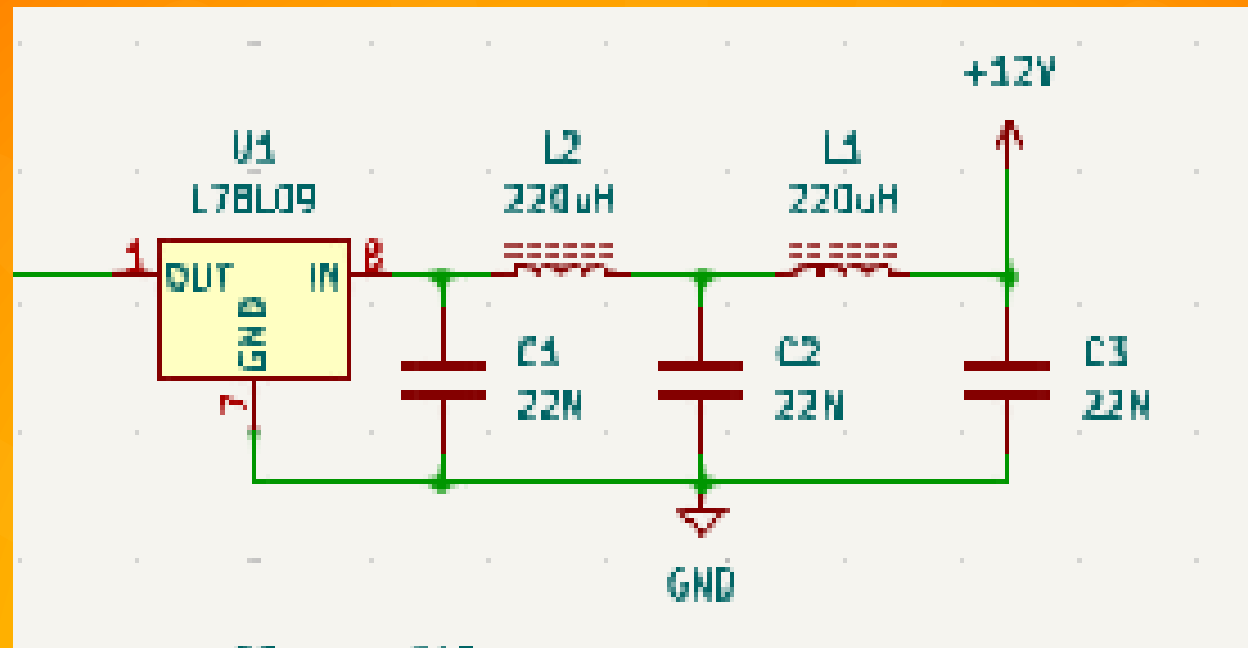 +12V
U1
L78L09
L2
220uH
L1
220uH
1
OUT
IN
8
GND
7
C1
22N
C2
22N
C3
22N
GND